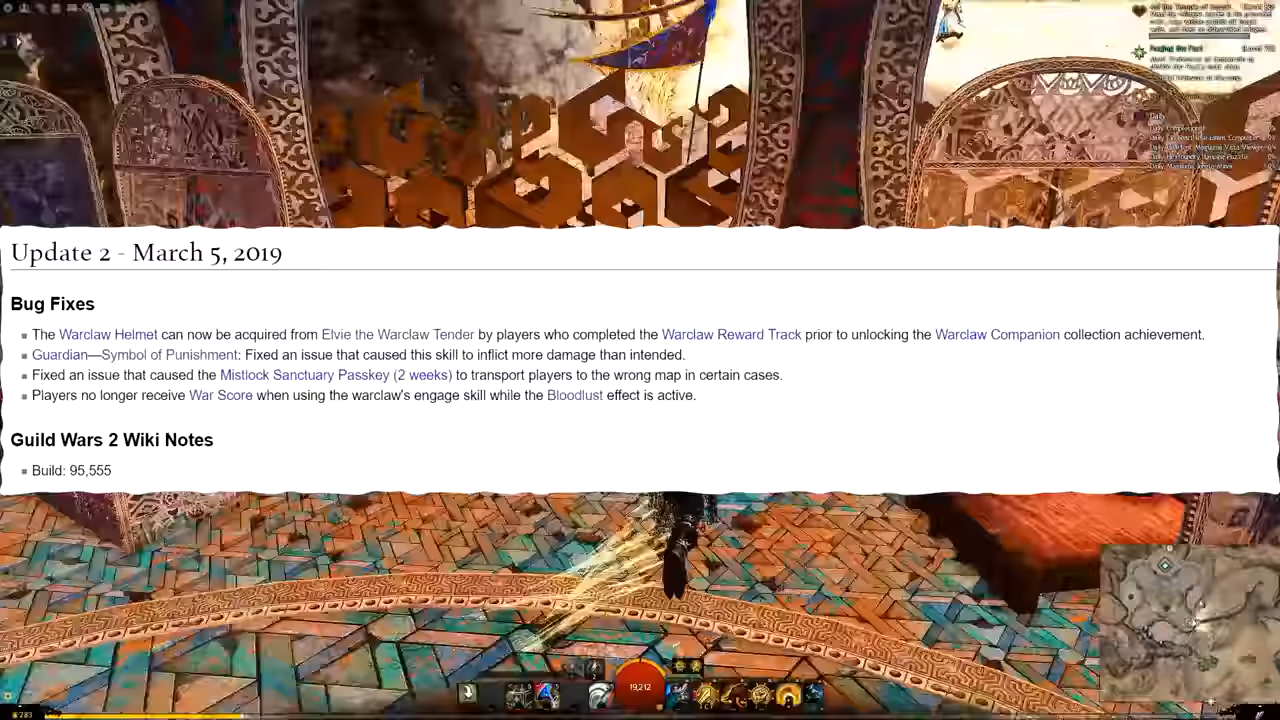 Daily
Update 2 - March 5, 2019
Bug Fixes
The Warclaw Helmet can now be acquired from Elvie the Warclaw Tender by players who completed the Warclaw Reward Track prior to unlocking the Warclaw Companion collection achievement.
Guardian—Symbol of Punishment: Fixed an issue that caused this skill to inflict more damage than intended.
Fixed an issue that caused the Mistlock Sanctuary Passkey (2 weeks) to transport players to the wrong map in certain cases.
Players no longer receive War Score when using the warclaw's engage skill while the Bloodlust effect is active.
Guild Wars 2 Wiki Notes
Build: 95,555
19,212
283